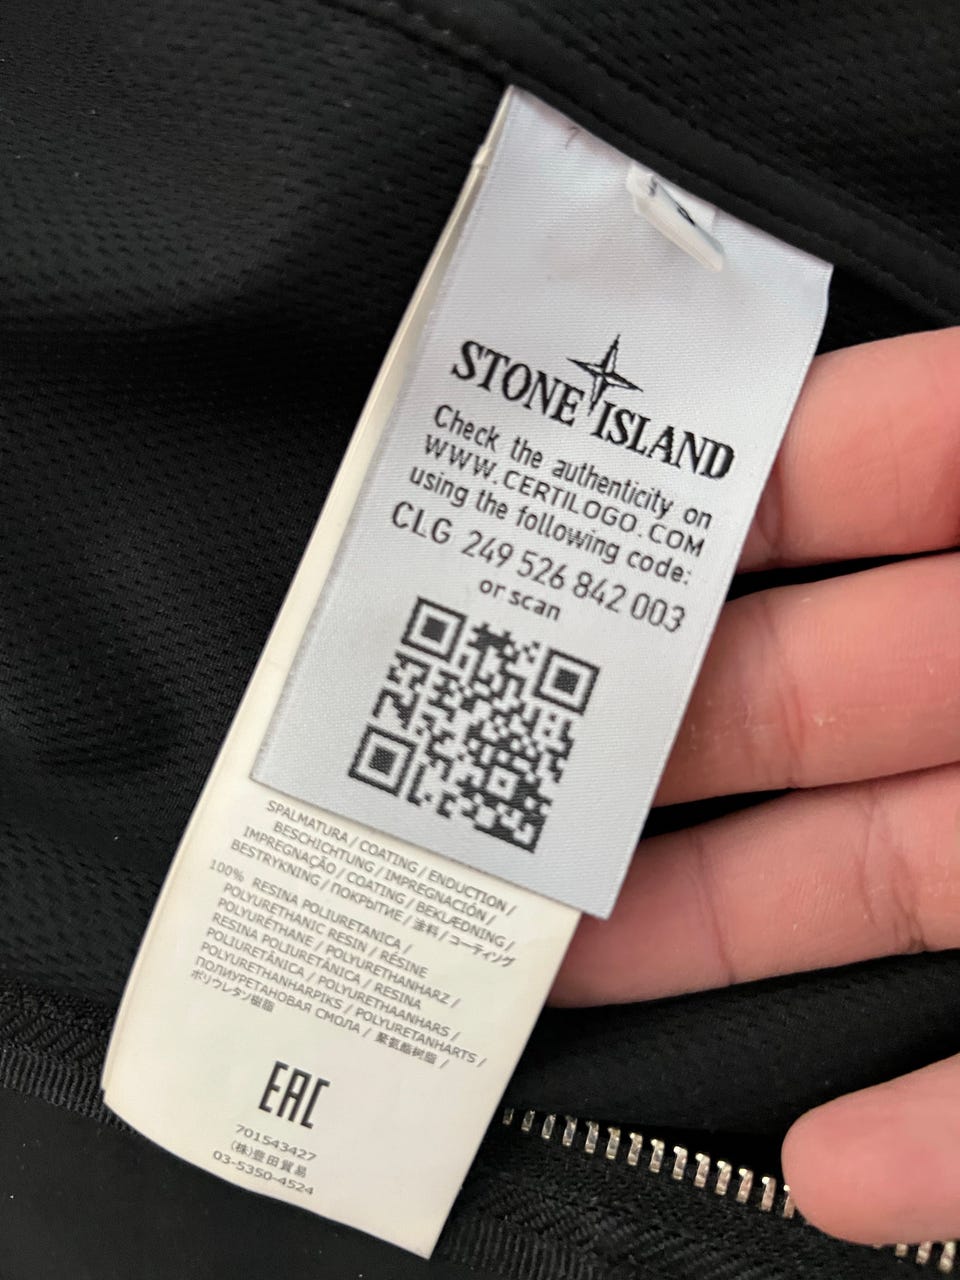 STONE ISLAND
Check the authenticity on
WWW.CERTILOGO.COM
using the following code:
CLG 249 526 842 003
or scan
SPALMATURA / COATING / ENDUCTION /
BESCHICHTUNG / IMPREGNACIÓN /
IMPREGNAÇÃO / COATING / BEKLÆDNING /
BESTRYKNING / ПОКРЫТИЕ / 涂料 / コーティング
100% RESINA POLIURETANICA /
POLYURETHANIC RESIN / RÉSINE
POLYURÉTHANE / POLYURETHANHARZ /
RESINA POLIURETÂNICA / RESINA
POLIURETÂNICA / POLYURETHAANHARS /
POLYURETHANHARPIKS / POLYURETANHARTS /
ПОЛИУРЕТАНОВАЯ СМОЛА / 聚氨酯树脂 /
ポリウレタン樹脂
EAC
701543427
(株)豊田貿易
03-5350-4524